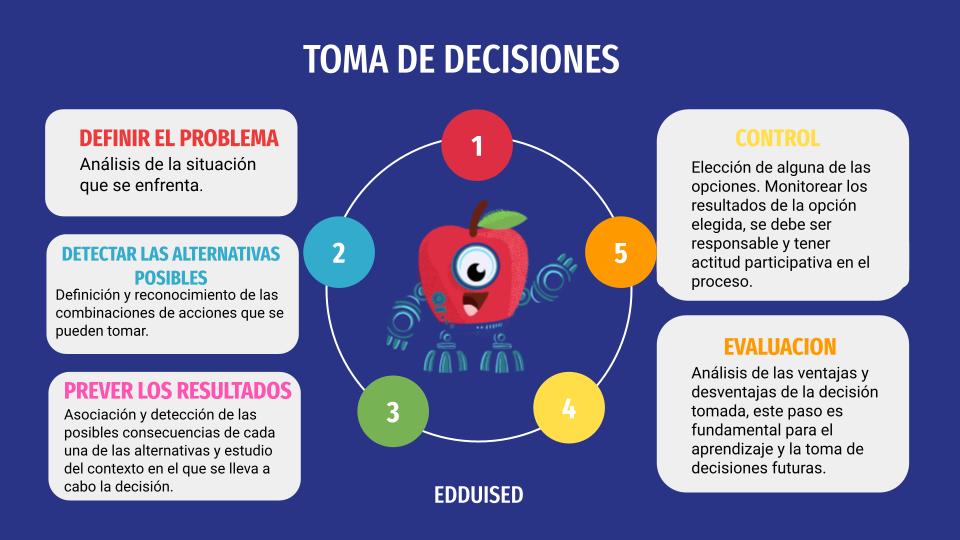 TOMA DE DECISIONES
DEFINIR EL PROBLEMA
Análisis de la situación
que se enfrenta.
DETECTAR LAS ALTERNATIVAS
POSIBLES
Definición y reconocimiento de las
combinaciones de acciones que se
pueden tomar.
PREVER LOS RESULTADOS
Asociación y detección de las
posibles consecuencias de cada
una de las alternativas y estudio
del contexto en el que se lleva a
cabo la decisión.
1
2
3
4
5
CONTROL
Elección de alguna de las
opciones. Monitorear los
resultados de la opción
elegida, se debe ser
responsable y tener
actitud participativa en el
proceso.
EVALUACION
Análisis de las ventajas y
desventajas de la decisión
tomada, este paso es
fundamental para el
aprendizaje y la toma de
decisiones futuras.
EDDUISED